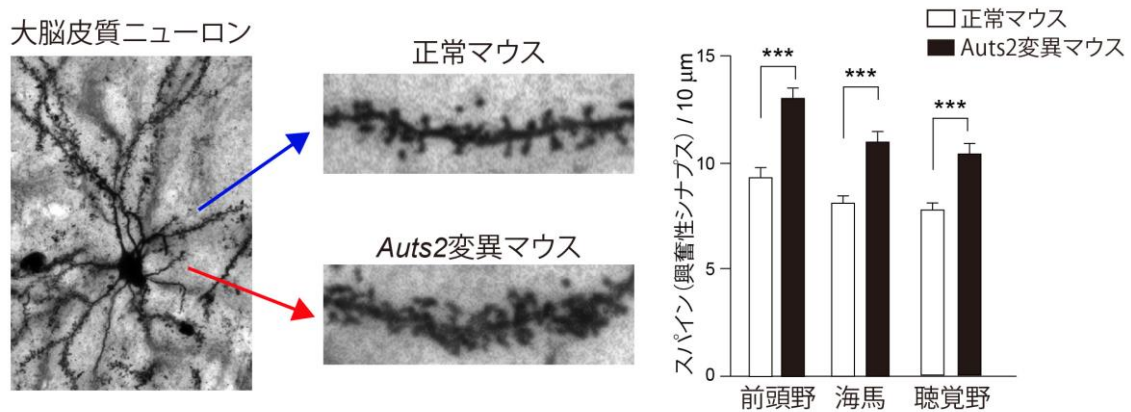 大脳皮質ニューロン
正常マウス
Auts2変異マウス
正常マウス
Auts2変異マウス
スパイン(興奮性シナプス) / 10 μm
15
10
5
0
***
***
***
前頭野
海馬
聴覚野